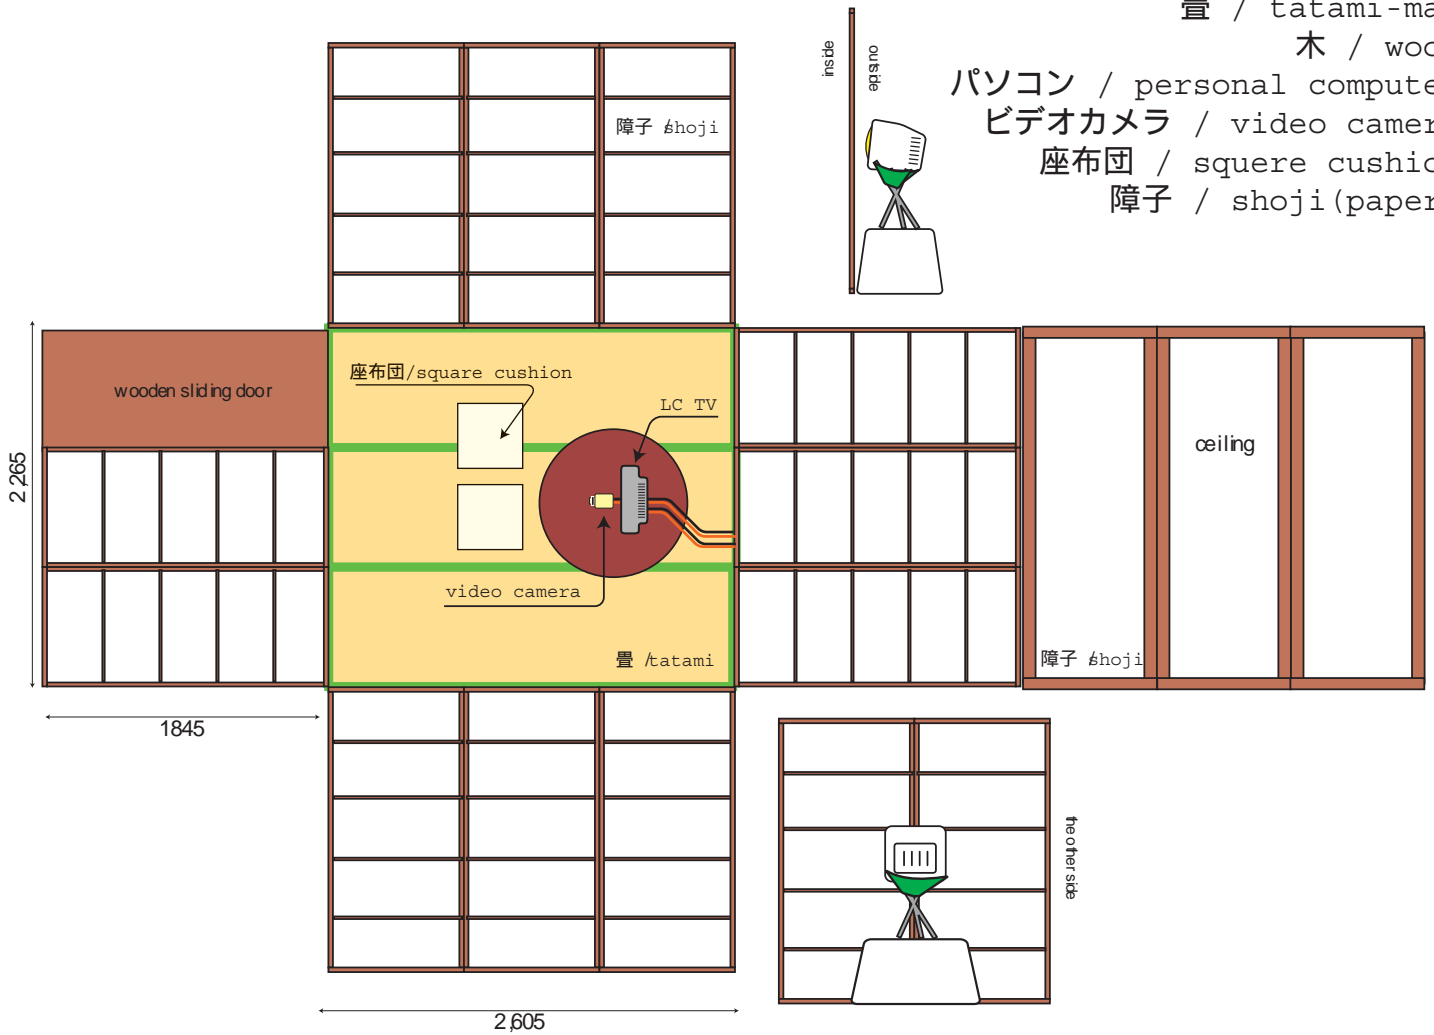 畳 / tatami-ma
木 / woo
パソコン / personal compute
ビデオカメラ / video camer
座布団 / squere cushio
障子 / shoji(paper
inside
outside
障子 /shoji
wooden sliding door
座布団/square cushion
LC TV
ceiling
2,265
video camera
畳 /tatami
障子 /shoji
1845
the other side
2,605